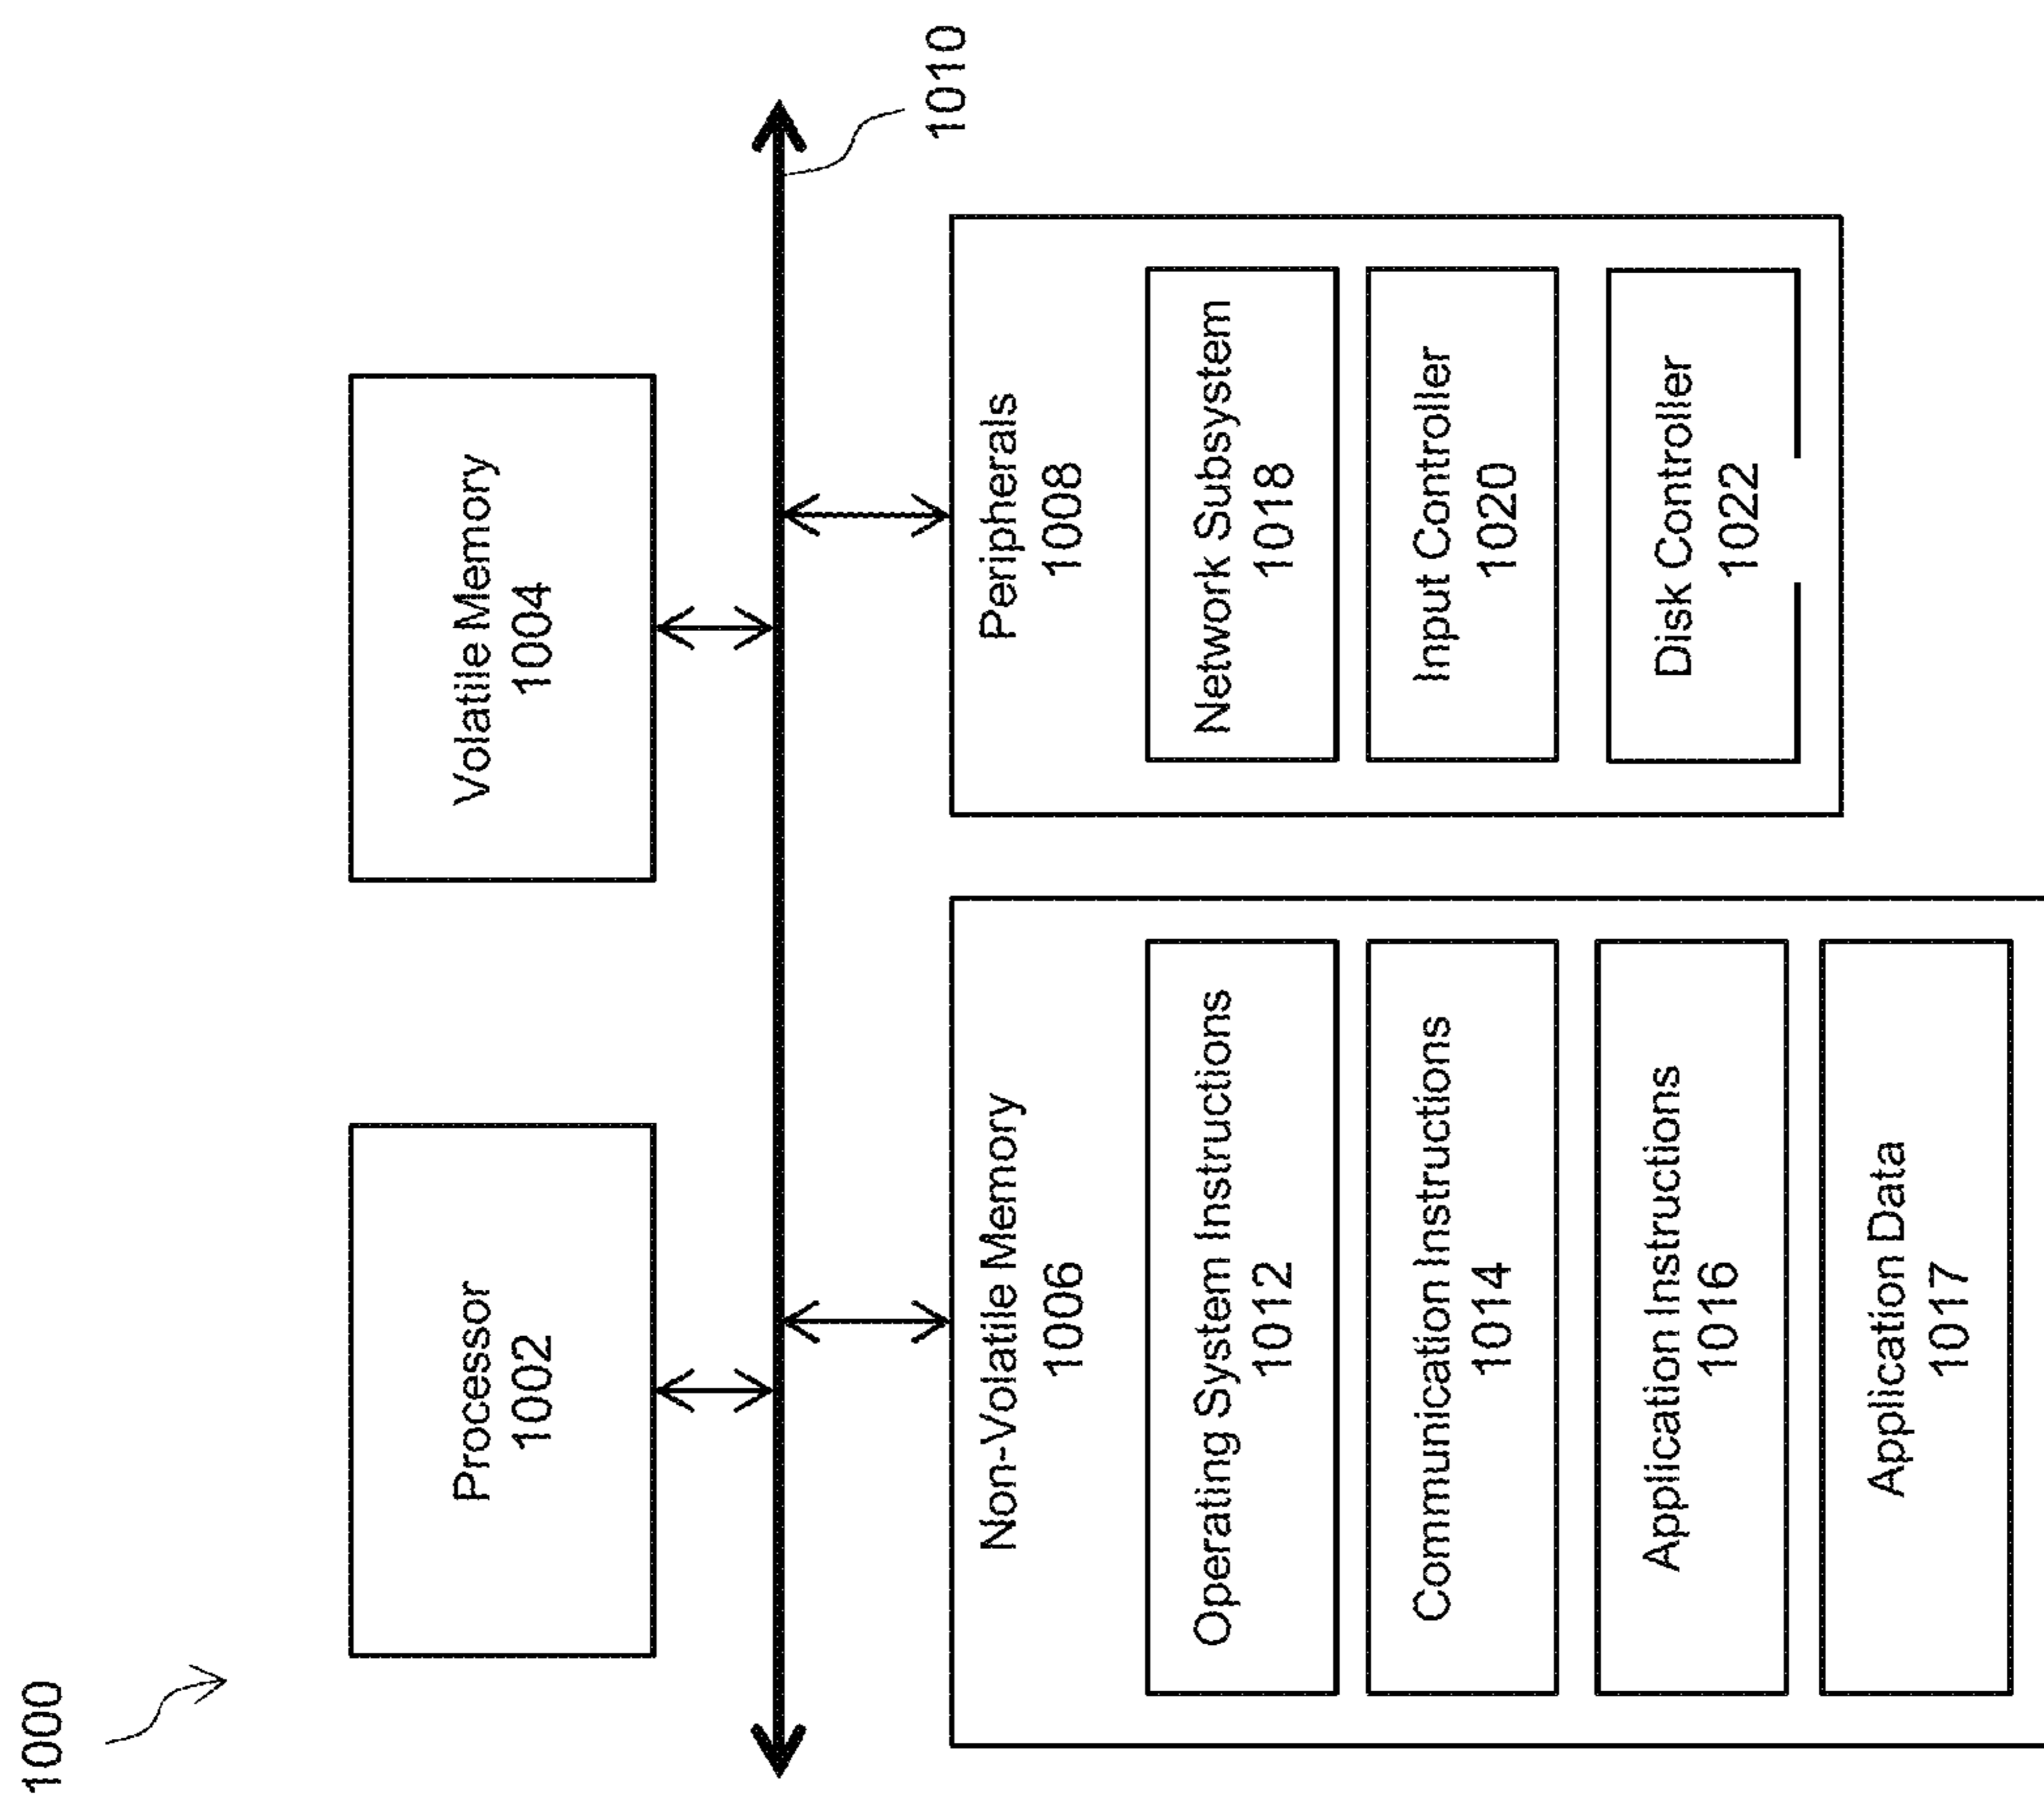 1000
Processor
1002
Volatile Memory
1004
1010
Non-Volatile Memory
1006
Operating System Instructions
1012
Communication Instructions
1014
Application Instructions
1016
Application Data
1017
Peripherals
1008
Network Subsystem
1018
Input Controller
1020
Disk Controller
1022